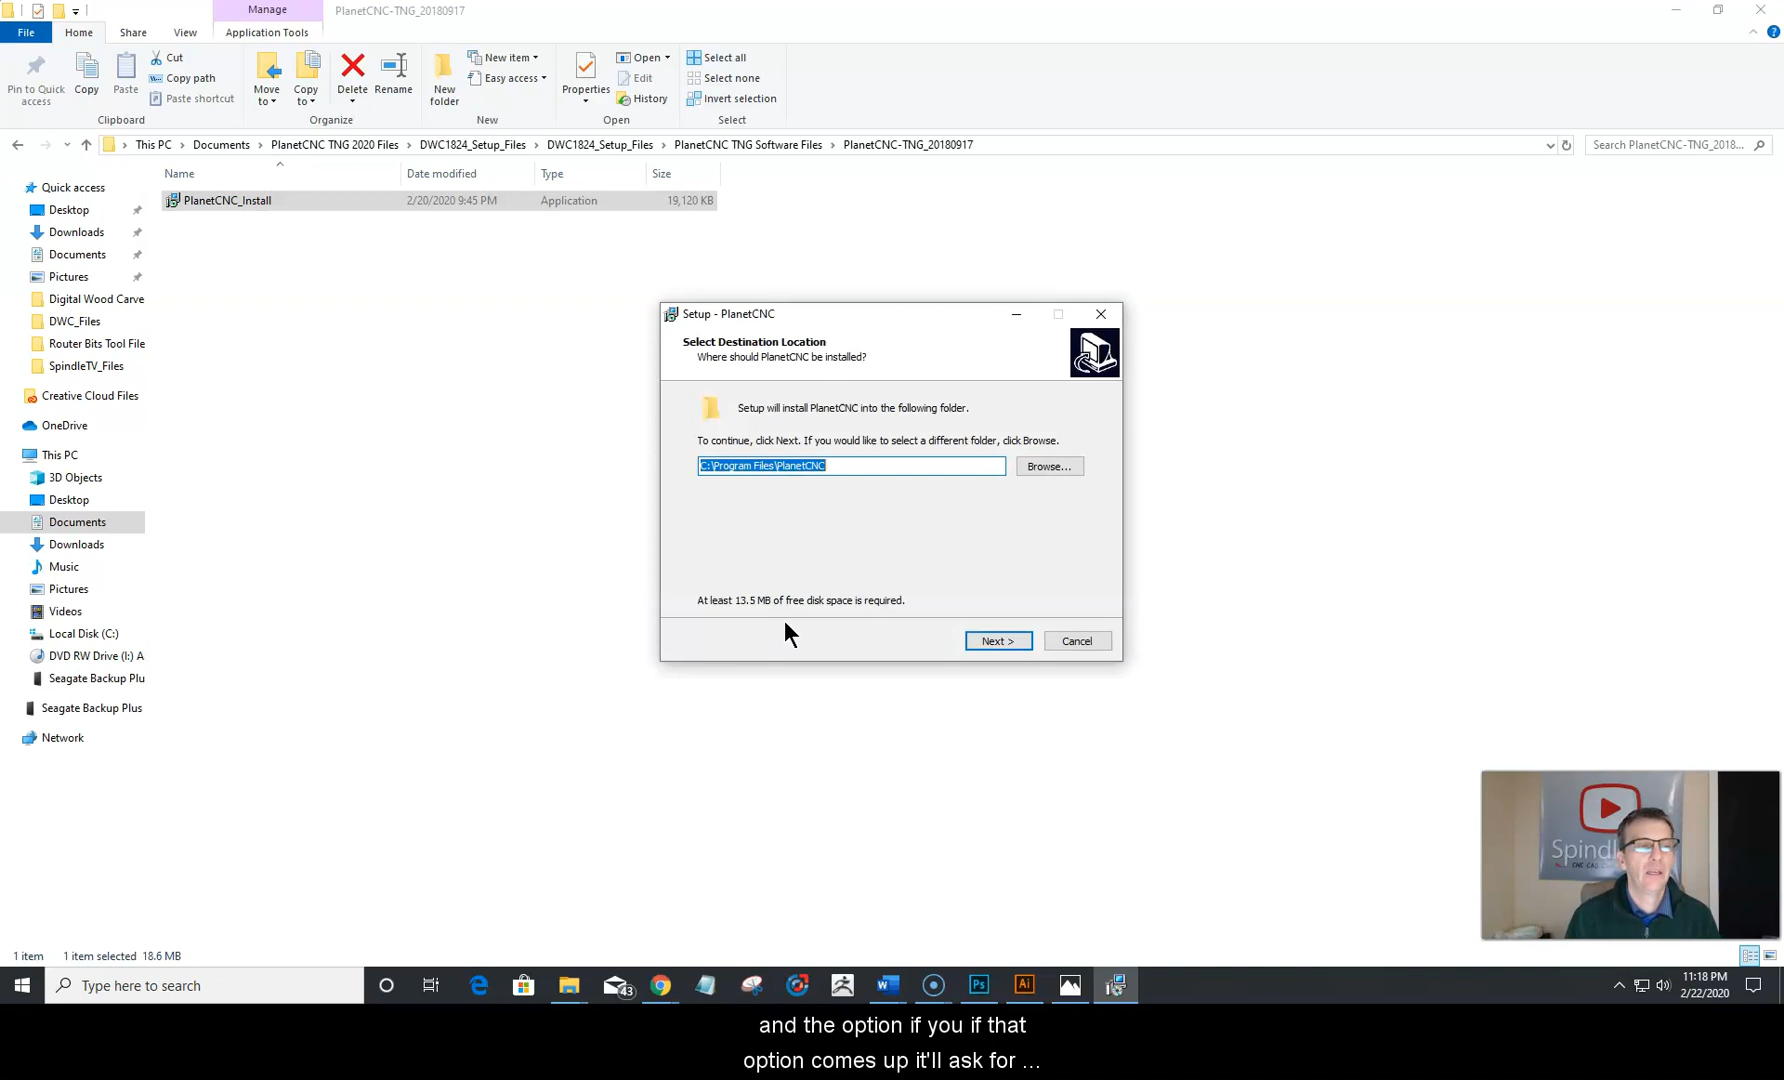 Manage
PlanetCNC-TNG_20180917
File
Home
Share
View
Application Tools
Pin to Quick access
Copy
Paste
Cut
Copy path
Paste shortcut
Clipboard
Move to
Copy to
Delete
Rename
Organize
New folder
New item
Easy access
New
Properties
Open
Edit
History
Open
Select all
Select none
Invert selection
Select
This PC > Documents > PlanetCNC TNG 2020 Files > DWC1824_Setup_Files > DWC1824_Setup_Files > PlanetCNC TNG Software Files > PlanetCNC-TNG_20180917
Search PlanetCNC-TNG_2018...
Name Date modified Type Size
PlanetCNC_Install 2/20/2020 9:45 PM Application 19,120 KB
Quick access
Desktop
Downloads
Documents
Pictures
Digital Wood Carve
DWC_Files
Router Bits Tool File
SpindleTV_Files
Creative Cloud Files
OneDrive
This PC
3D Objects
Desktop
Documents
Downloads
Music
Pictures
Videos
Local Disk (C:)
DVD RW Drive (I:) A
Seagate Backup Plu
Seagate Backup Plus
Network
Setup - PlanetCNC
Select Destination Location
Where should PlanetCNC be installed?
Setup will install PlanetCNC into the following folder.
To continue, click Next. If you would like to select a different folder, click Browse.
C:\Program Files\PlanetCNC
Browse...
At least 13.5 MB of free disk space is required.
Next >
Cancel
Spindle
1 item 1 item selected 18.6 MB
Type here to search
43
Ps
Ai
11:18 PM
2/22/2020
and the option if you if that
option comes up it'll ask for ...